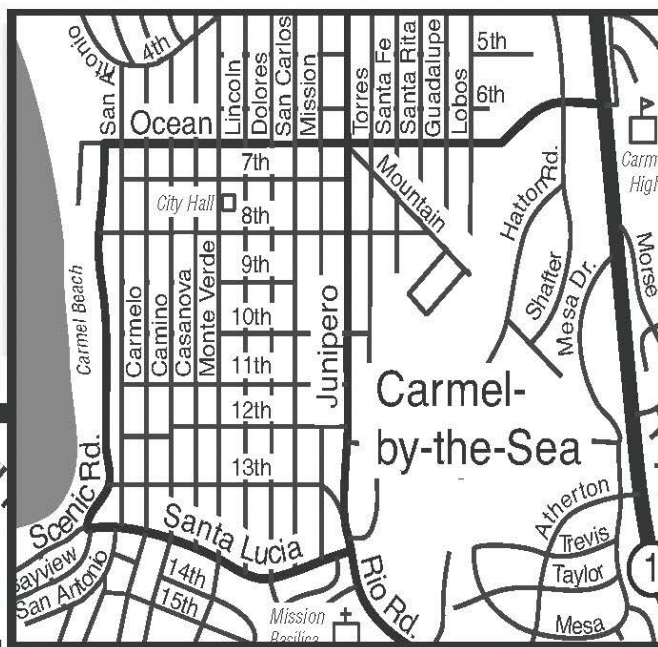 San Antonio
4th
Lincoln
Dolores
San Carlos
Mission
Torres
Santa Fe
Santa Rita
Guadalupe
Lobos
5th
6th
Ocean
7th
Mountain
Carm
High
City Hall
8th
Hatton Rd.
Carmel Beach
Carmelo
Camino
Casanova
Monte Verde
9th
10th
11th
12th
13th
Junipero
Shaffer
Mesa Dr.
Morse
Carmel-
by-the-Sea
Scenic Rd.
Santa Lucia
Rio Rd.
Atherton
Trevis
Taylor
Mesa
1
Bayview
San Antonio
14th
15th
Mission
Basilica